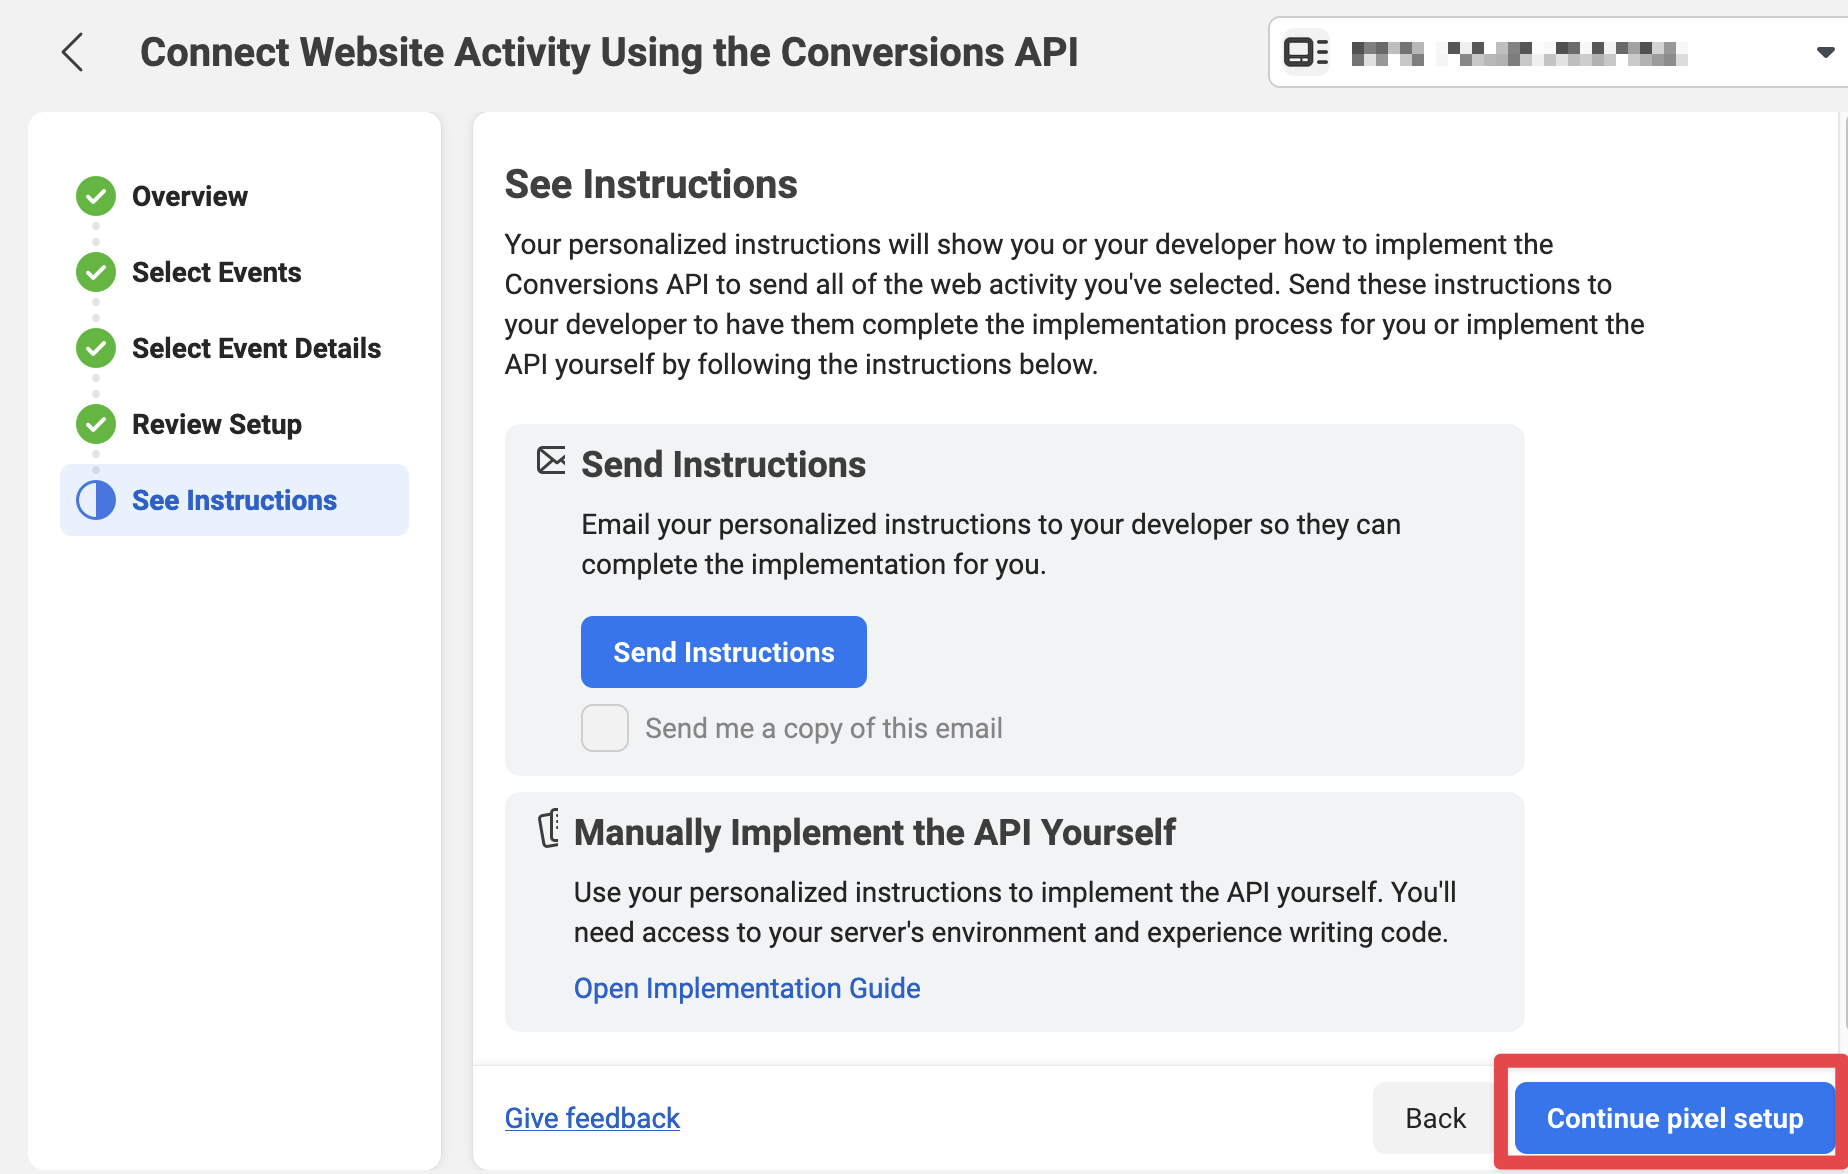 Connect Website Activity Using the Conversions API
Overview
Select Events
Select Event Details
Review Setup
See Instructions
See Instructions
Your personalized instructions will show you or your developer how to implement the
Conversions API to send all of the web activity you've selected. Send these instructions to
your developer to have them complete the implementation process for you or implement the
API yourself by following the instructions below.
Send Instructions
Email your personalized instructions to your developer so they can
complete the implementation for you.
Send Instructions
Send me a copy of this email
Manually Implement the API Yourself
Use your personalized instructions to implement the API yourself. You'll
need access to your server's environment and experience writing code.
Open Implementation Guide
Give feedback
Back
Continue pixel setup